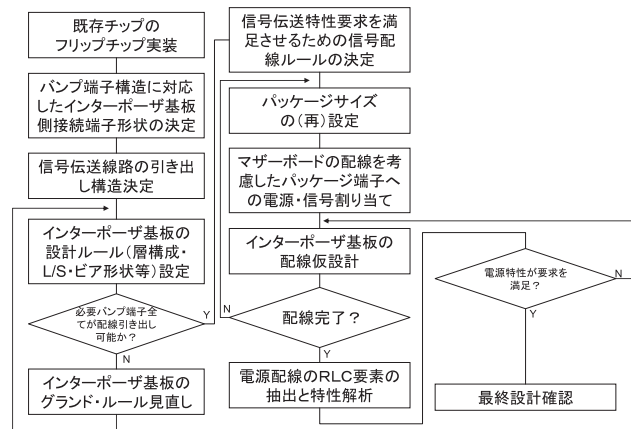 既存チップの
フリップチップ実装
バンプ端子構造に対応
したインターポーザ基板
側接続端子形状の決定
信号伝送線路の引き出
し構造決定
インターポーザ基板の
設計ルール(層構成・
L/S・ビア形状等)設定
必要バンプ端子全
てが配線引き出し
可能か?
Y
N
インターポーザ基板の
グランド・ルール見直し
信号伝送特性要求を満
足させるための信号配
線ルールの決定
パッケージサイズ
の(再)設定
マザーボードの配線を考
慮したパッケージ端子へ
の電源・信号割り当て
インターポーザ基板の
配線仮設計
N
配線完了?
Y
電源配線のRLC要素の
抽出と特性解析
電源特性が要求を
満足?
N
Y
最終設計確認